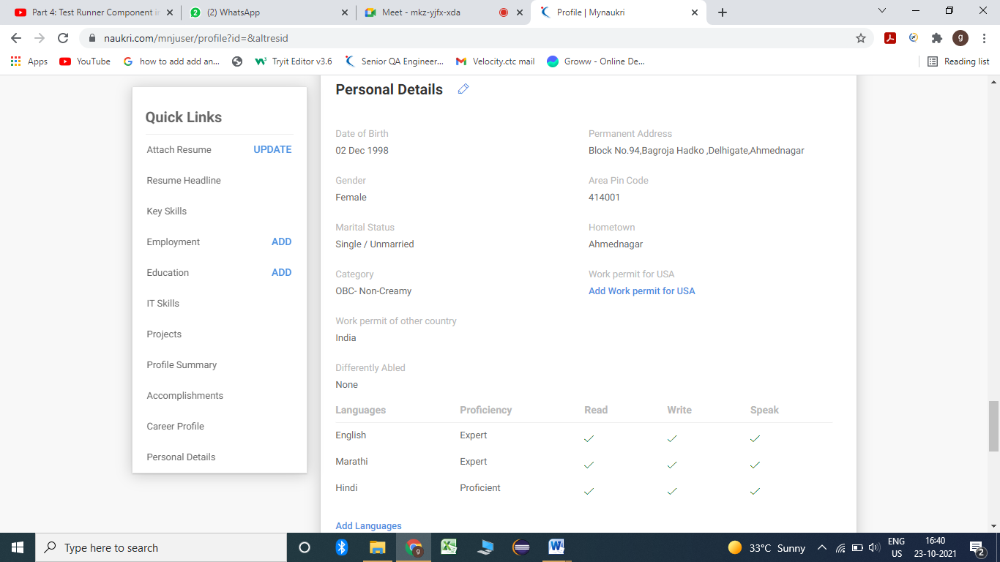 Part 4: Test Runner Component in
2 (2) WhatsApp
Meet - mkz-yjfx-xda
Profile | Mynaukri
naukri.com/mnjuser/profile?id=&altresid
g
Apps
YouTube
how to add add an...
Tryit Editor v3.6
Senior QA Engineer...
Velocity.ctc mail
Groww - Online De...
Reading list
Quick Links
Attach Resume UPDATE
Resume Headline
Key Skills
Employment ADD
Education ADD
IT Skills
Projects
Profile Summary
Accomplishments
Career Profile
Personal Details
Personal Details
Date of Birth Permanent Address
02 Dec 1998 Block No.94,Bagroja Hadko ,Delhigate,Ahmednagar
Gender Area Pin Code
Female 414001
Marital Status Hometown
Single / Unmarried Ahmednagar
Category Work permit for USA
OBC- Non-Creamy Add Work permit for USA
Work permit of other country
India
Differently Abled
None
Languages Proficiency Read Write Speak
English Expert
Marathi Expert
Hindi Proficient
Add Languages
Type here to search
g
33°C Sunny
ENG
US
16:40
23-10-2021
2